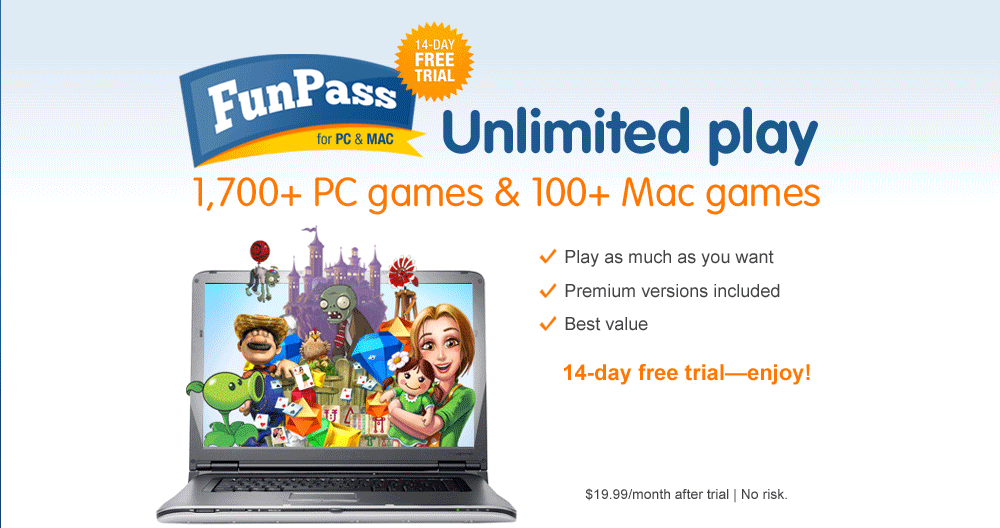 14-DAY
FREE
TRIAL
FunPass
for PC & MAC
Unlimited play
1,700+ PC games & 100+ Mac games
Play as much as you want
Premium versions included
Best value
14-day free trial—enjoy!
$19.99/month after trial | No risk.